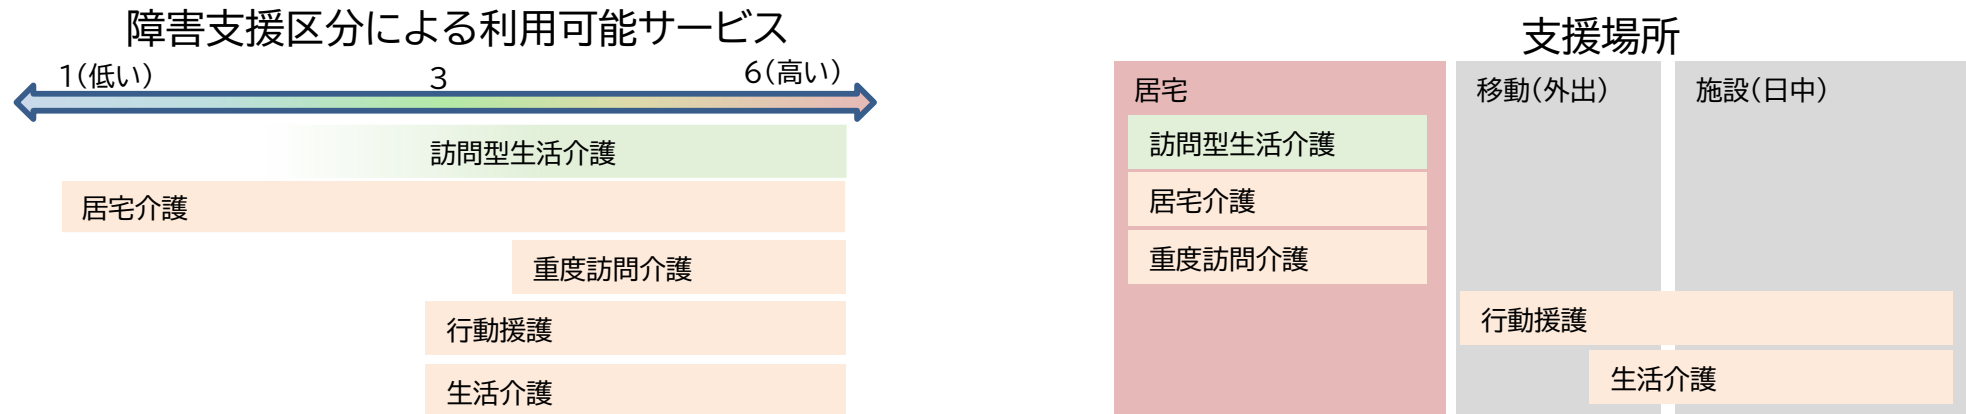 障害支援区分による利用可能サービス
1(低い)
3
6(高い)
訪問型生活介護
居宅介護
重度訪問介護
行動援護
生活介護
支援場所
居宅
移動(外出)
施設(日中)
訪問型生活介護
居宅介護
重度訪問介護
行動援護
生活介護